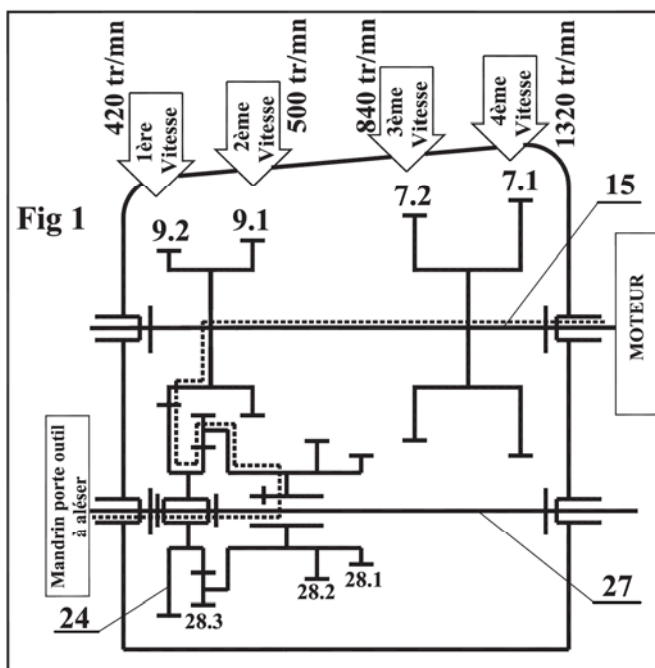 420 tr/mn
1ère
Vitesse
2ème
Vitesse
500 tr/mn
840 tr/mn
3ème
Vitesse
4ème
Vitesse
1320 tr/mn
Fig 1
9.2
9.1
7.2
7.1
15
MOTEUR
Mandrin porte outil
à aléser
24
28.3
28.2
28.1
27